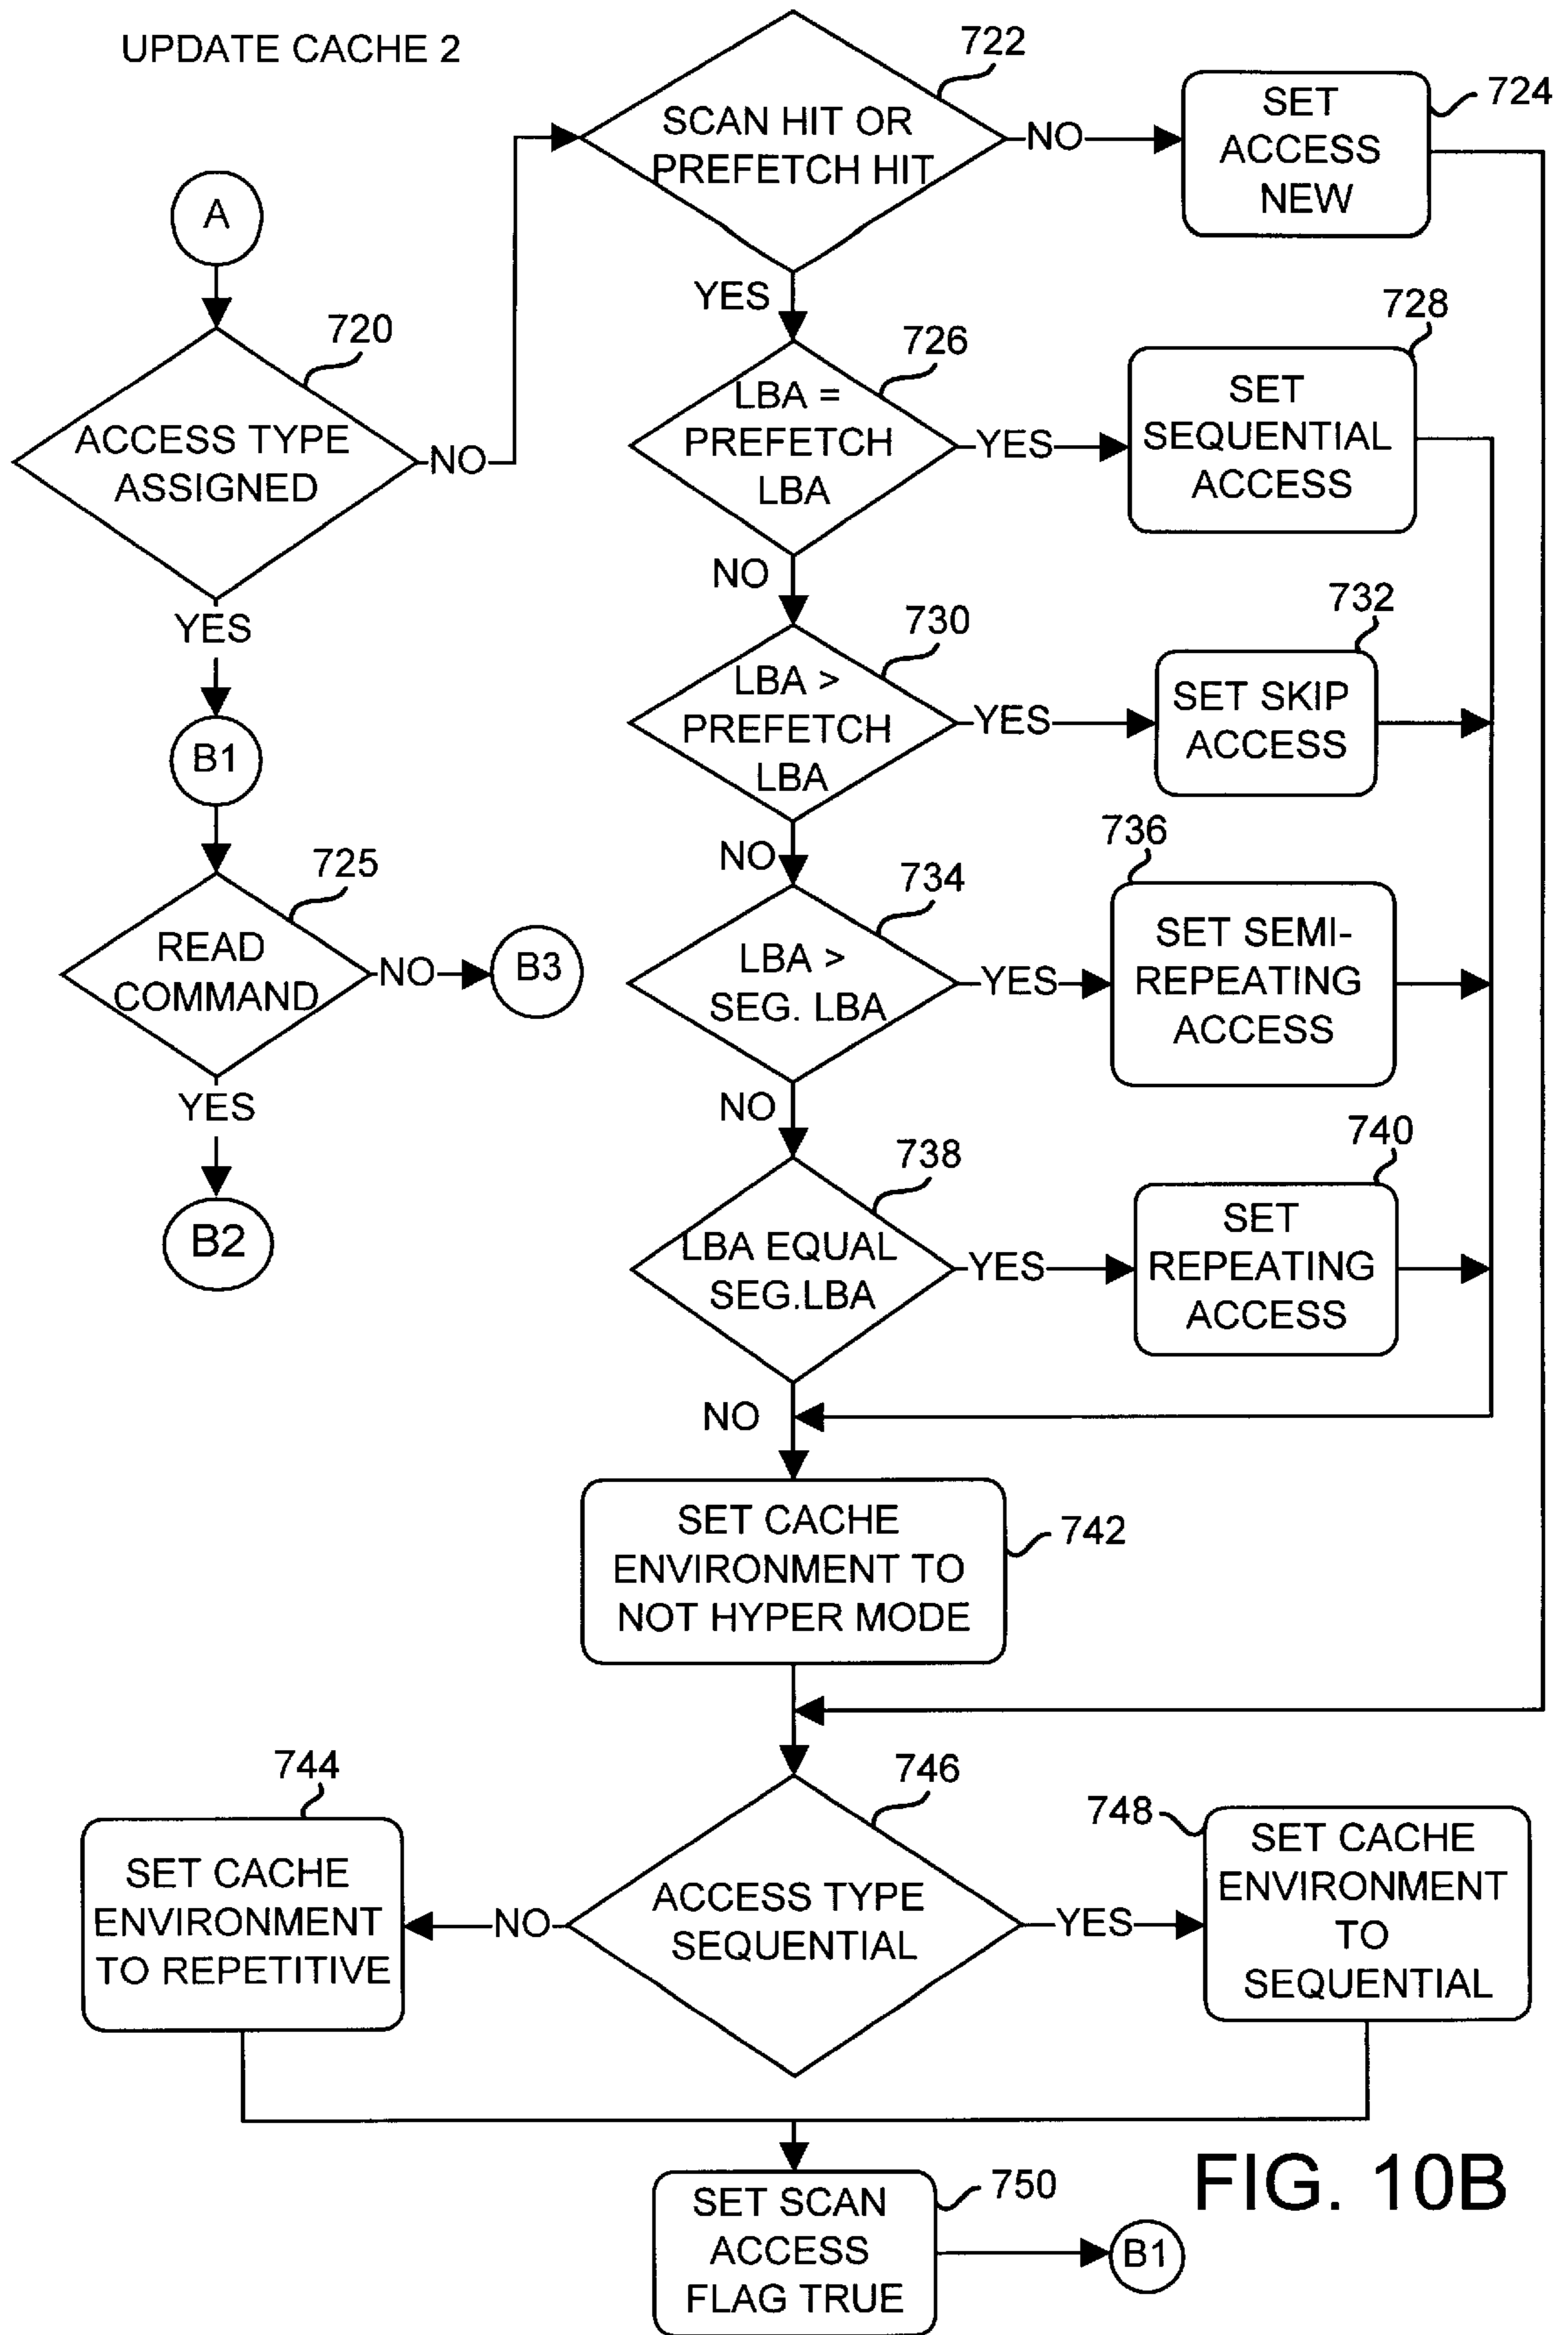 UPDATE CACHE 2
722
SCAN HIT OR
PREFETCH HIT
NO
SET
ACCESS
NEW
724
A
YES
720
ACCESS TYPE
ASSIGNED
NO
726
LBA =
PREFETCH
LBA
YES
728
SET
SEQUENTIAL
ACCESS
NO
YES
730
LBA >
PREFETCH
LBA
YES
732
SET SKIP
ACCESS
B1
NO
725
READ
COMMAND
NO
B3
734
LBA >
SEG. LBA
YES
736
SET SEMI-
REPEATING
ACCESS
YES
NO
B2
738
LBA EQUAL
SEG.LBA
YES
740
SET
REPEATING
ACCESS
NO
SET CACHE
ENVIRONMENT TO
NOT HYPER MODE
742
744
SET CACHE
ENVIRONMENT
TO REPETITIVE
NO
746
ACCESS TYPE
SEQUENTIAL
YES
748
SET CACHE
ENVIRONMENT
TO
SEQUENTIAL
SET SCAN
ACCESS
FLAG TRUE
750
B1
FIG. 10B